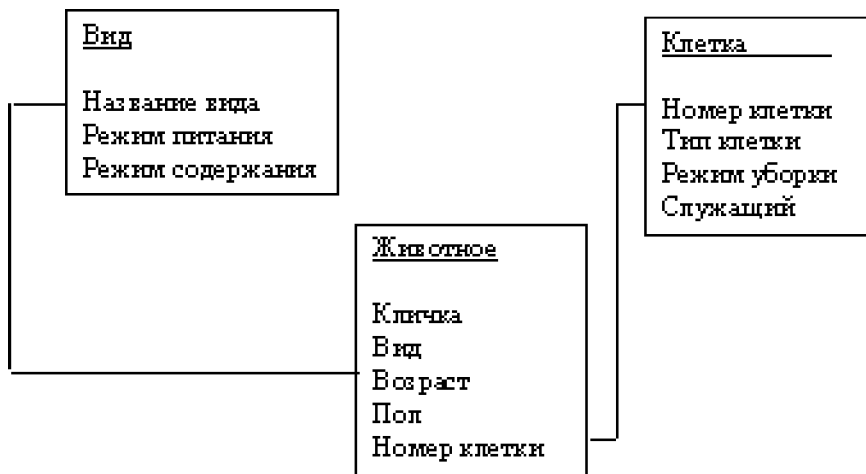 Вид
Название вида
Режим питания
Режим содержания
Клетка
Номер клетки
Тип клетки
Режим уборки
Служащий
Животное
Кличка
Вид
Возраст
Пол
Номер клетки